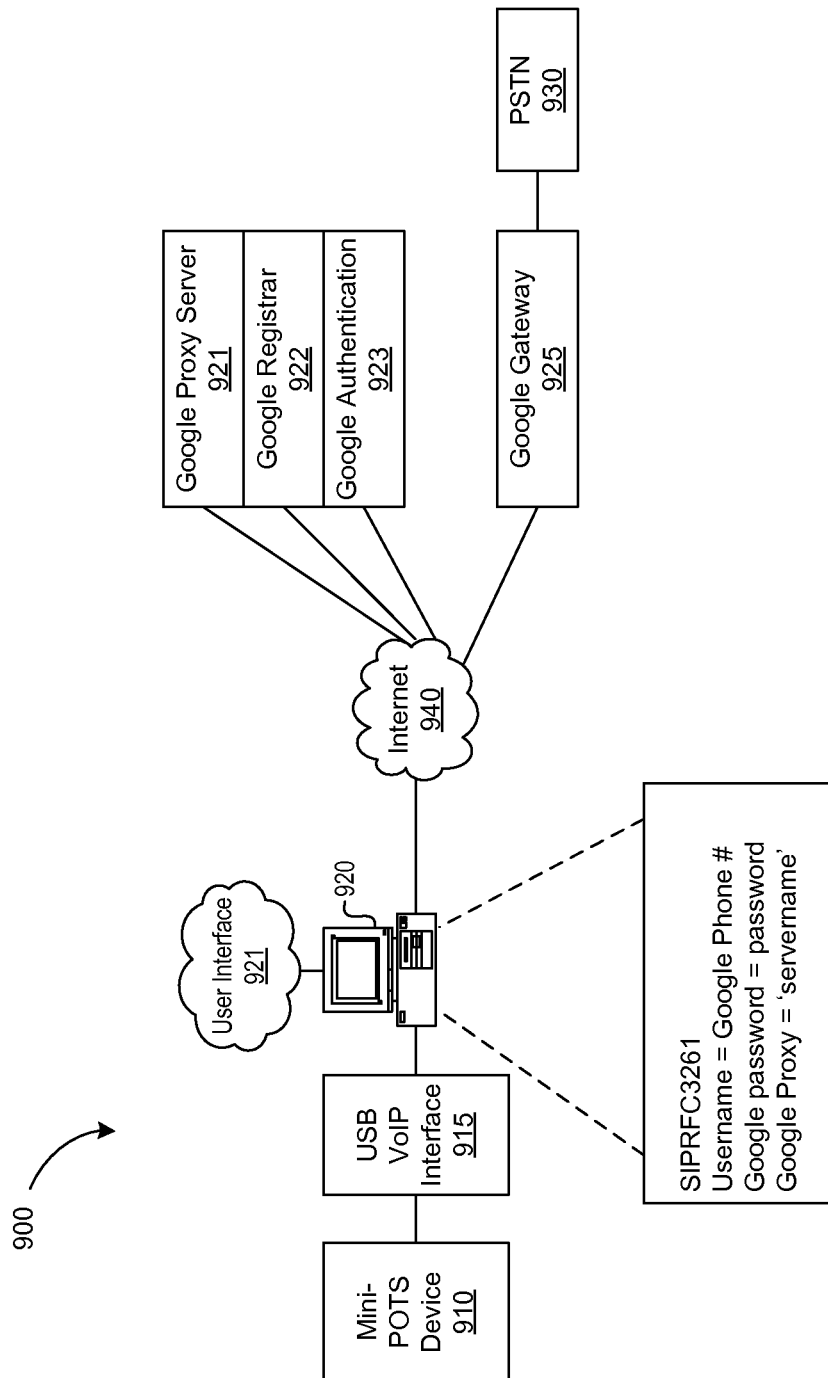 900
Mini-
POTS
Device
910
USB
VoIP
Interface
915
User Interface
921
920
Internet
940
Google Proxy Server
921
Google Registrar
922
Google Authentication
923
Google Gateway
925
PSTN
930
SIPRFC3261
Username = Google Phone #
Google password = password
Google Proxy = ‘servername’